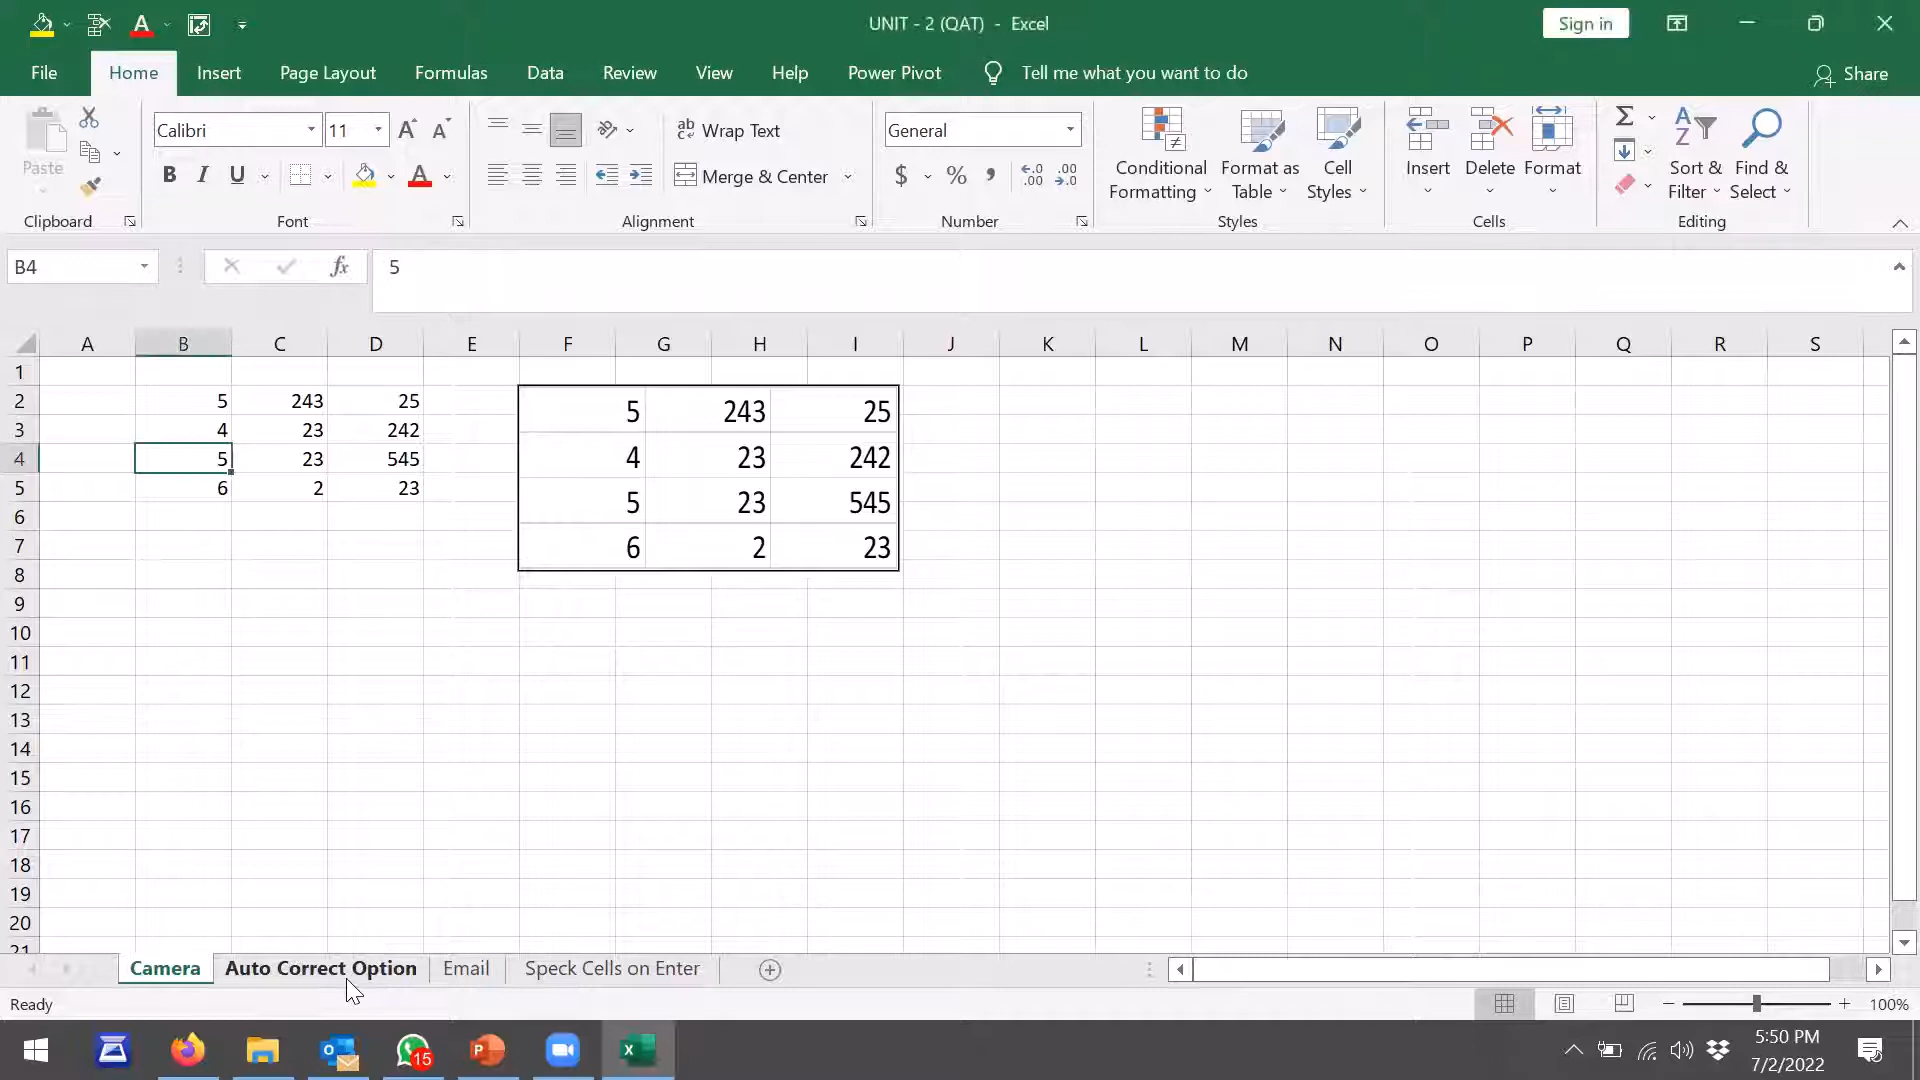 UNIT - 2 (QAT) - Excel
Sign in
File Home Insert Page Layout Formulas Data Review View Help Power Pivot Tell me what you want to do Share
Paste
Calibri 11
ab Wrap Text
General
Conditional Formatting
Format as Table
Cell Styles
Insert Delete Format
Sort & Filter
Find & Select
B I U A
Merge & Center
$ % ,
Clipboard Font Alignment Number Styles Cells Editing
B4 fx 5
A B C D E F G H I J K L M N O P Q R S
1
2 5 243 25
3 4 23 242
4 5 23 545
5 6 2 23
6
7
8
9
10
11
12
13
14
15
16
17
18
19
20
21
5 243 25
4 23 242
5 23 545
6 2 23
Camera Auto Correct Option Email Speck Cells on Enter
Ready 100%
15
5:50 PM
7/2/2022